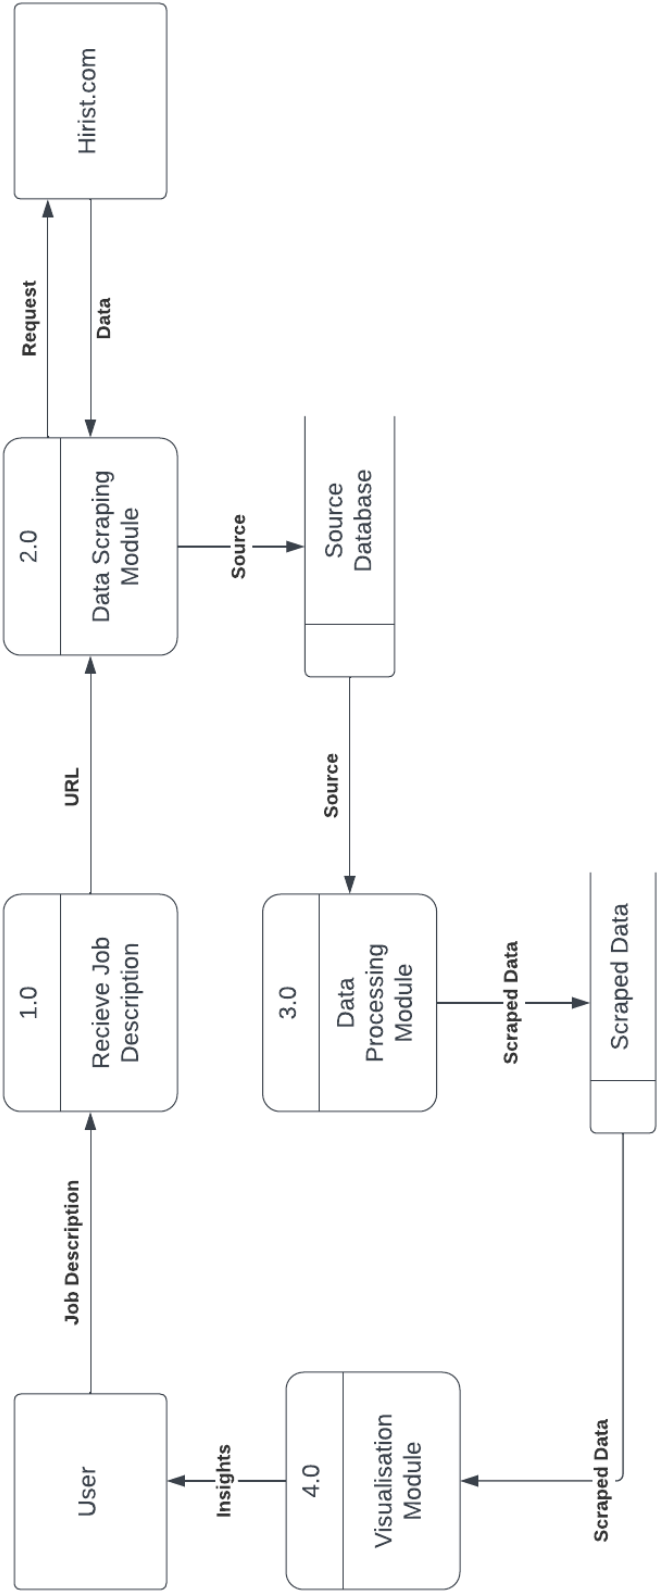 User
Job Description
1.0
Recieve Job
Description
URL
2.0
Data Scraping
Module
Request
Data
Hirist.com
Source
Source
Database
Source
3.0
Data
Processing
Module
Scraped Data
Scraped Data
Scraped Data
4.0
Visualisation
Module
Insights